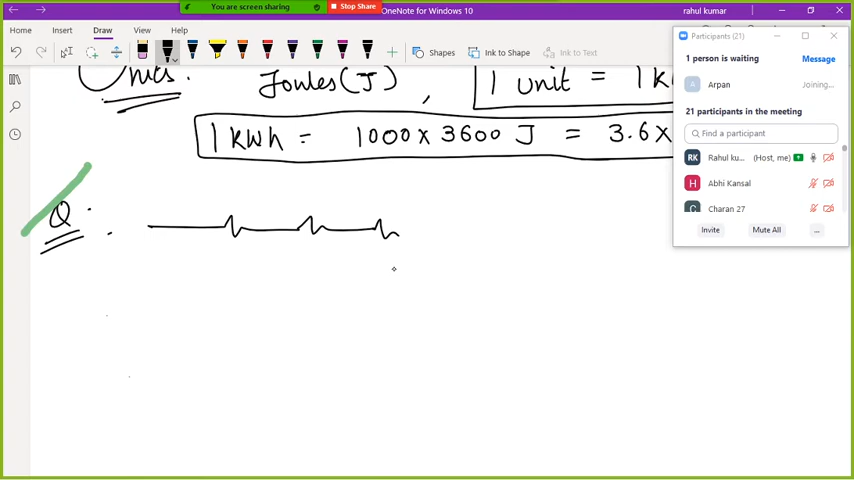 You are screen sharing
Stop Share
OneNote for Windows 10
rahul kumar
Home Insert Draw View Help
Shapes Ink to Shape Ink to Text
Participants (21)
1 person is waiting Message
A Arpan Joining...
21 participants in the meeting
Find a participant
RK Rahul ku... (Host, me)
H Abhi Kansal
C Charan 27
Invite Mute All ...
Units.
Joules(J) , 1 unit = 1k
1 kWh = 1000 x 3600 J = 3.6 x
Q.